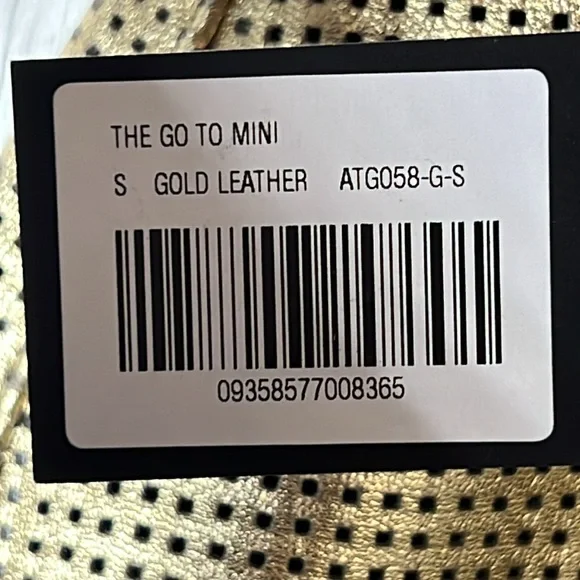 THE GO TO MINI
S GOLD LEATHER ATG058-G-S
09358577008365